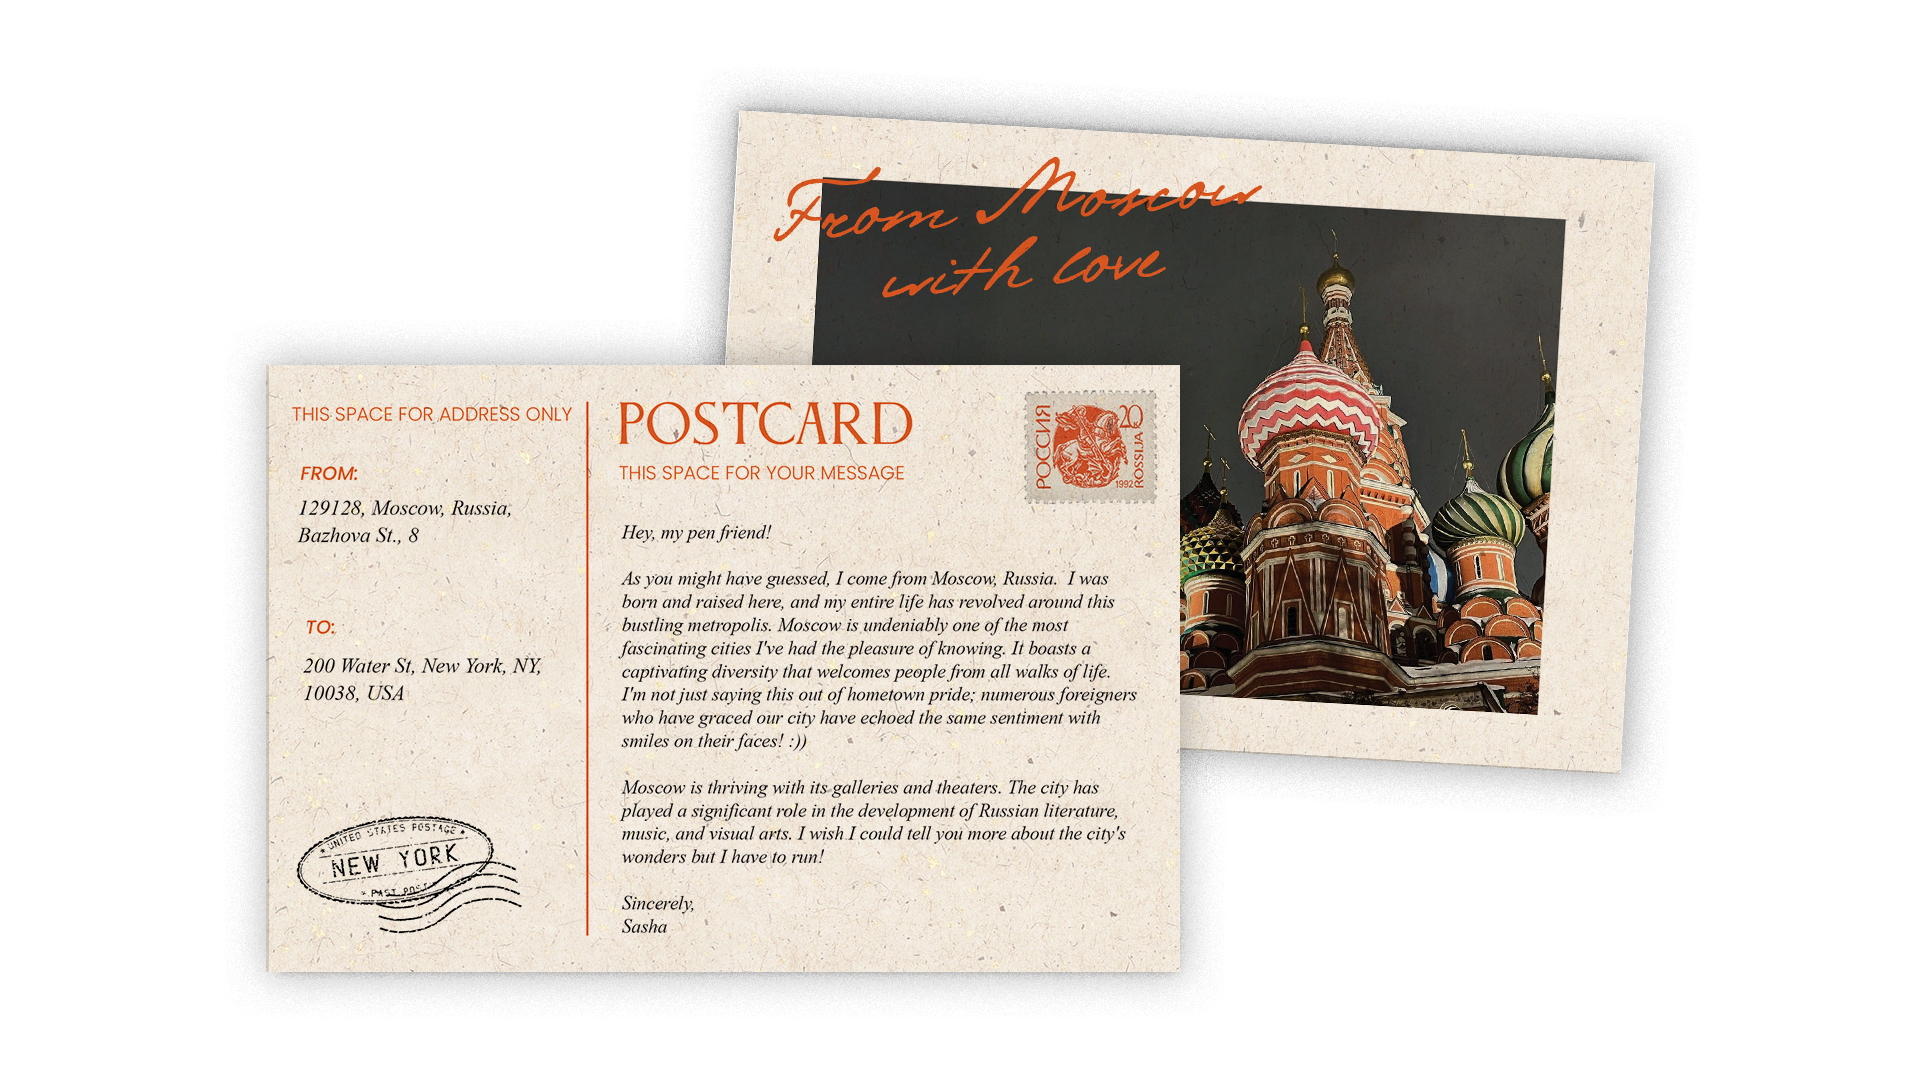 From Moscow
with love
THIS SPACE FOR ADDRESS ONLY
FROM:
129128, Moscow, Russia,
Bazhova St., 8
TO:
200 Water St, New York, NY,
10038, USA
UNITED STATES POSTAGE
NEW YORK
PAST POST
POSTCARD
THIS SPACE FOR YOUR MESSAGE
РОССИЯ
20
к
1992
ROSSIJA
Hey, my pen friend!
As you might have guessed, I come from Moscow, Russia.  I was
born and raised here, and my entire life has revolved around this
bustling metropolis. Moscow is undeniably one of the most
fascinating cities I've had the pleasure of knowing. It boasts a
captivating diversity that welcomes people from all walks of life.
I'm not just saying this out of hometown pride; numerous foreigners
who have graced our city have echoed the same sentiment with
smiles on their faces! :))
Moscow is thriving with its galleries and theaters. The city has
played a significant role in the development of Russian literature,
music, and visual arts. I wish I could tell you more about the city's
wonders but I have to run!
Sincerely,
Sasha